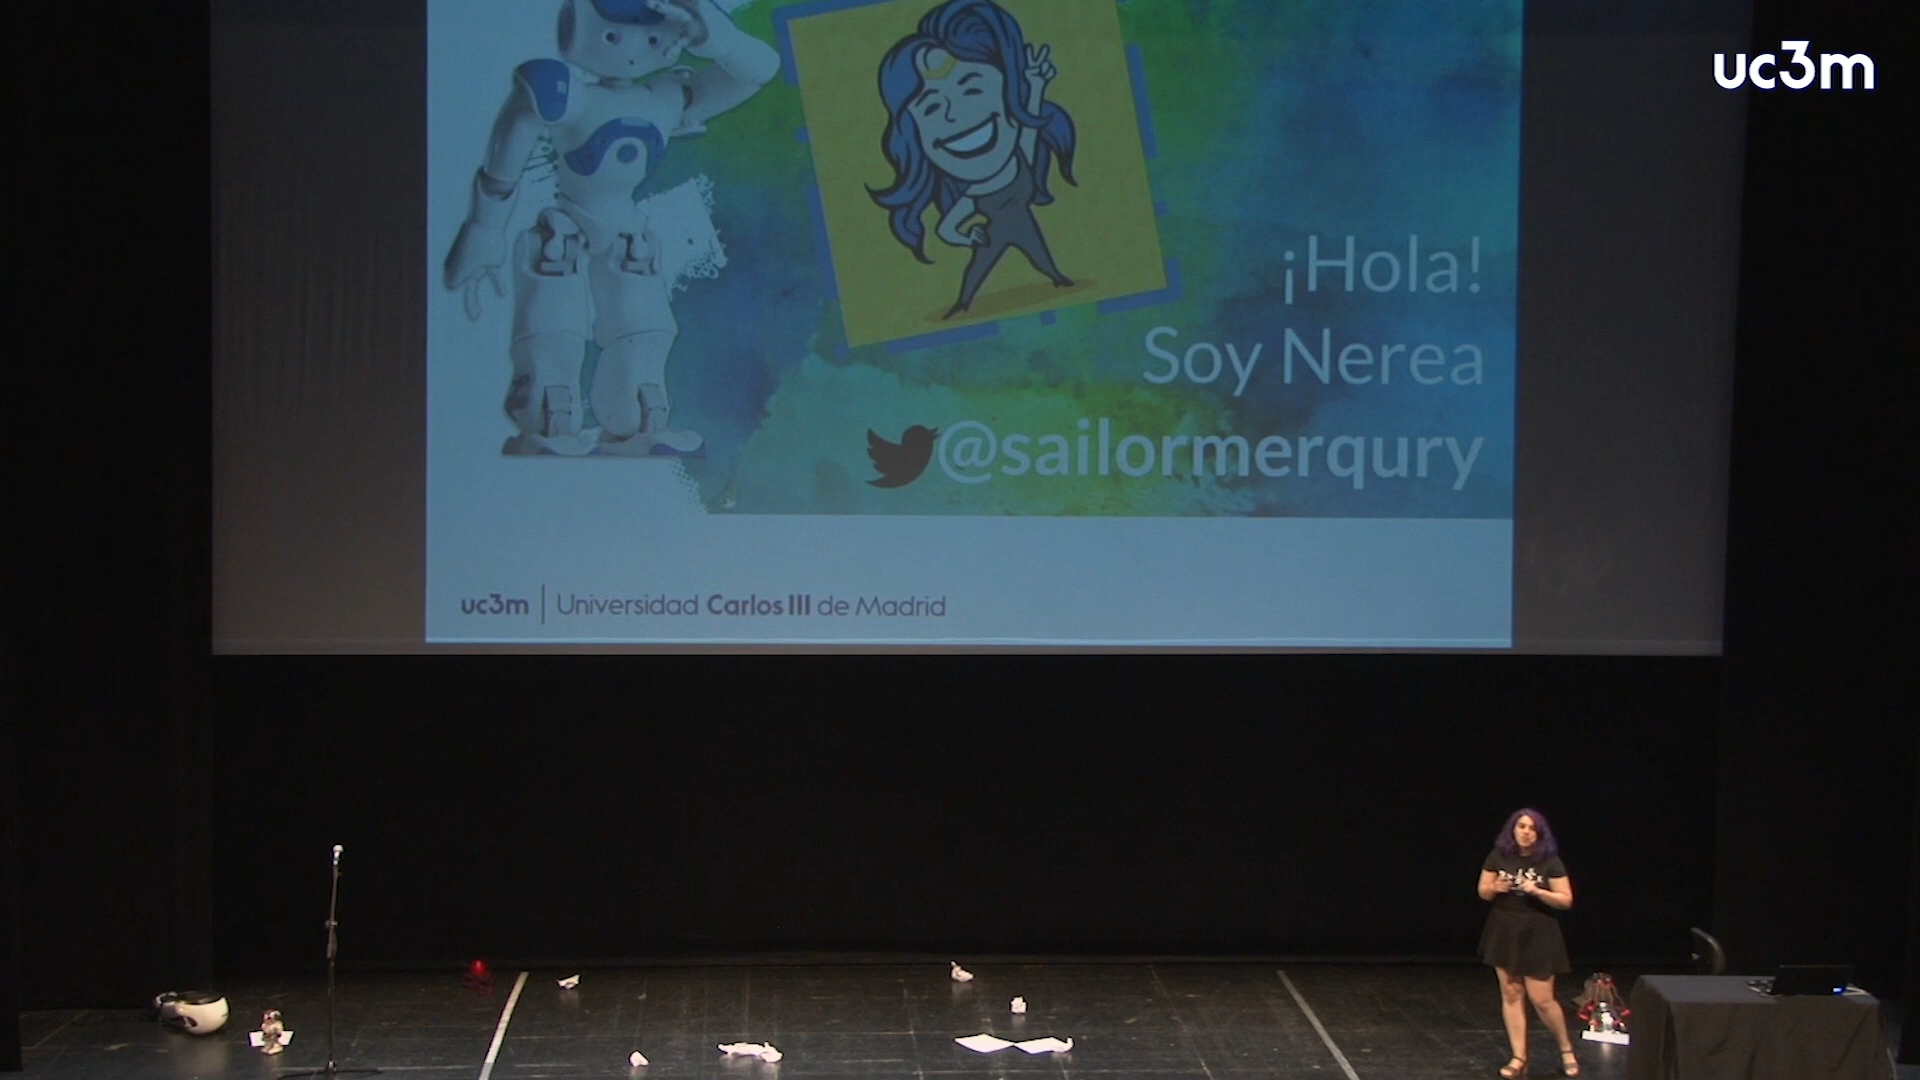 uc3m
¡Hola!
Soy Nerea
@sailormerqury
uc3m | Universidad Carlos III de Madrid